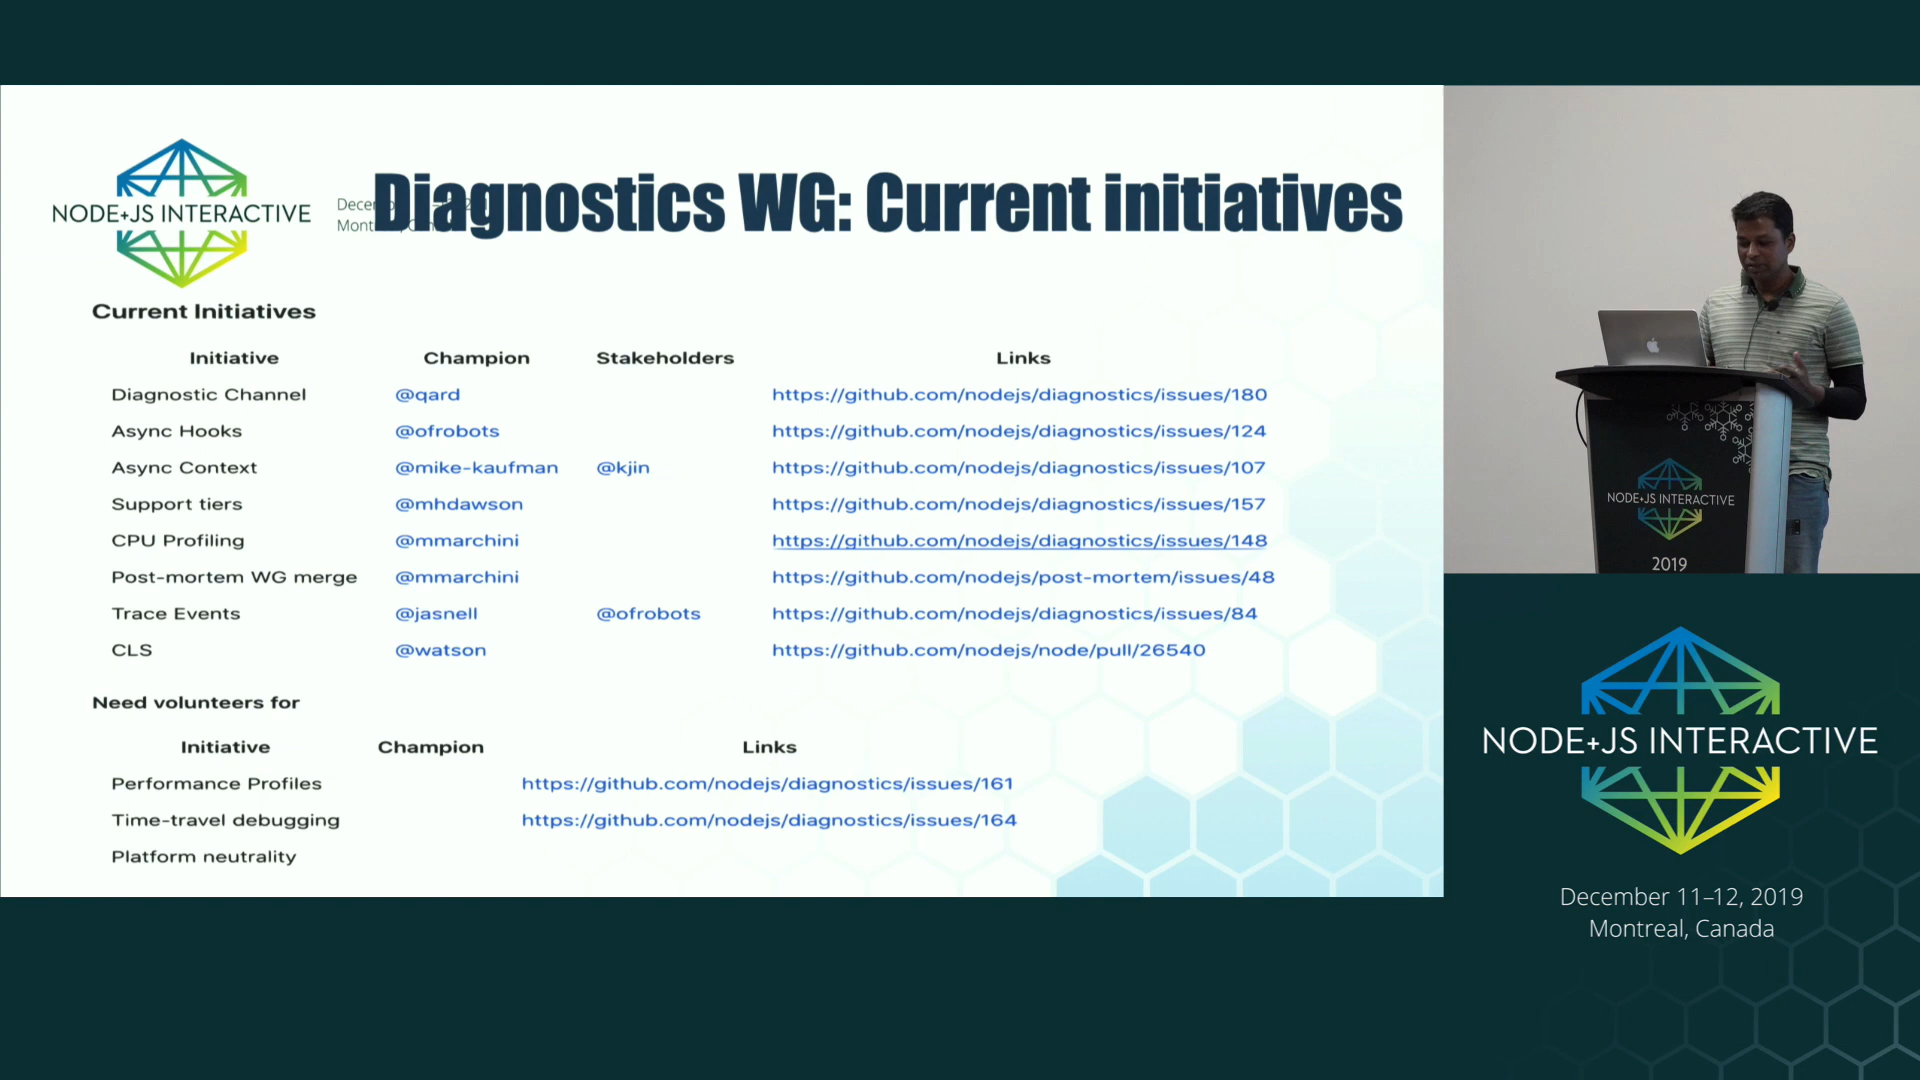 NODE+JS INTERACTIVE
Diagnostics WG: Current initiatives
Current Initiatives
Initiative Champion Stakeholders Links
Diagnostic Channel @qard https://github.com/nodejs/diagnostics/issues/180
Async Hooks @ofrobots https://github.com/nodejs/diagnostics/issues/124
Async Context @mike-kaufman @kjin https://github.com/nodejs/diagnostics/issues/107
Support tiers @mhdawson https://github.com/nodejs/diagnostics/issues/157
CPU Profiling @mmarchini https://github.com/nodejs/diagnostics/issues/148
Post-mortem WG merge @mmarchini https://github.com/nodejs/post-mortem/issues/48
Trace Events @jasnell @ofrobots https://github.com/nodejs/diagnostics/issues/84
CLS @watson https://github.com/nodejs/node/pull/26540
Need volunteers for
Initiative Champion Links
Performance Profiles https://github.com/nodejs/diagnostics/issues/161
Time-travel debugging https://github.com/nodejs/diagnostics/issues/164
Platform neutrality
NODE+JS INTERACTIVE
2019
NODE+JS INTERACTIVE
December 11–12, 2019
Montreal, Canada